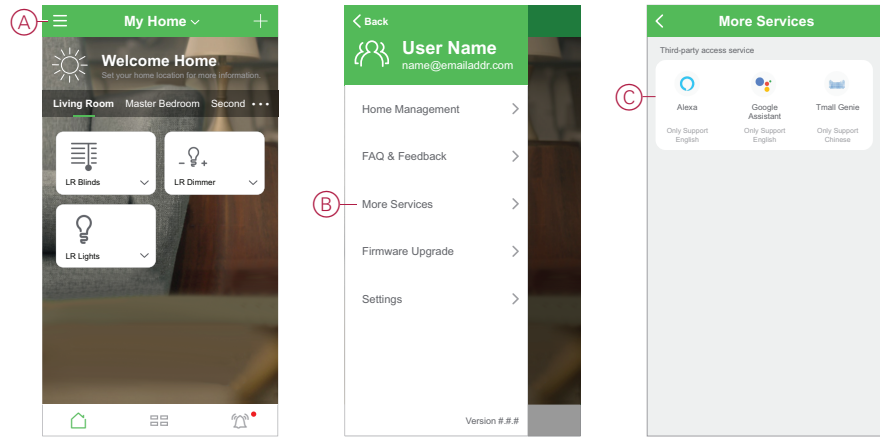 A
My Home
Welcome Home
Set your home location for more information.
Living Room Master Bedroom Second
LR Blinds
LR Dimmer
LR Lights
Back
User Name
name@emailaddr.com
Home Management
FAQ & Feedback
B
More Services
Firmware Upgrade
Settings
Version #.#.#
More Services
Third-party access service
C
Alexa
Only Support
English
Google
Assistant
Only Support
English
Tmall Genie
Only Support
Chinese